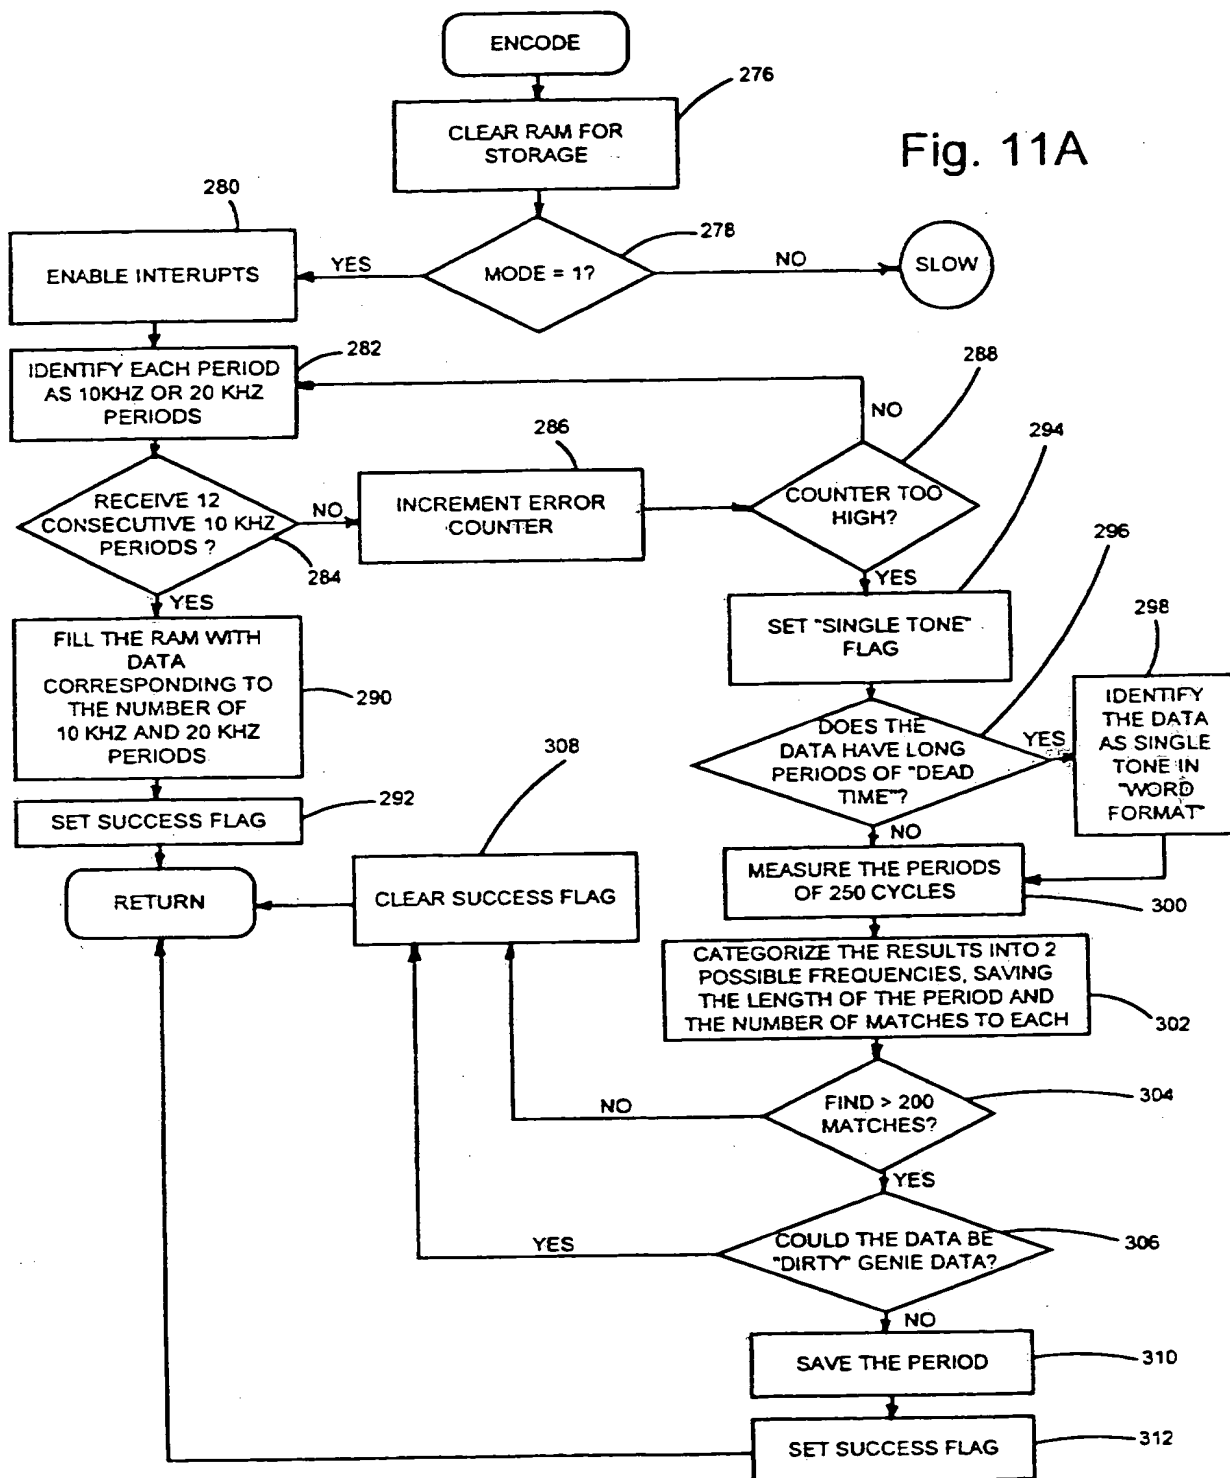 ENCODE
276
CLEAR RAM FOR
STORAGE
Fig. 11A
280
278
ENABLE INTERUPTS
YES
MODE = 1?
NO
SLOW
282
IDENTIFY EACH PERIOD
AS 10KHZ OR 20 KHZ
PERIODS
288
NO
286
294
RECEIVE 12
CONSECUTIVE 10 KHZ
PERIODS ?
NO
INCREMENT ERROR
COUNTER
COUNTER TOO
HIGH?
284
296
YES
YES
298
FILL THE RAM WITH
DATA
CORRESPONDING TO
THE NUMBER OF
10 KHZ AND 20 KHZ
PERIODS
290
SET "SINGLE TONE"
FLAG
IDENTIFY
THE DATA
AS SINGLE
TONE IN
"WORD
FORMAT"
308
DOES THE
DATA HAVE LONG
PERIODS OF "DEAD
TIME"?
YES
292
SET SUCCESS FLAG
NO
RETURN
CLEAR SUCCESS FLAG
MEASURE THE PERIODS
OF 250 CYCLES
300
CATEGORIZE THE RESULTS INTO 2
POSSIBLE FREQUENCIES, SAVING
THE LENGTH OF THE PERIOD AND
THE NUMBER OF MATCHES TO EACH
302
NO
FIND > 200
MATCHES?
304
YES
YES
COULD THE DATA BE
"DIRTY" GENIE DATA?
306
NO
SAVE THE PERIOD
310
SET SUCCESS FLAG
312